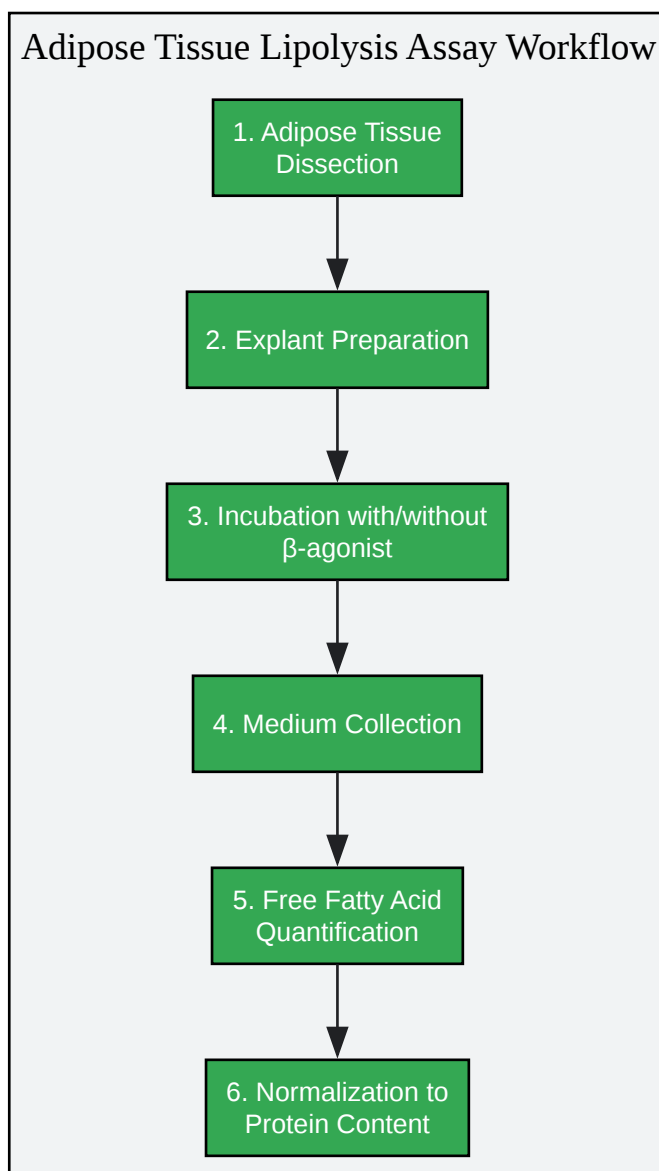 Adipose Tissue Lipolysis Assay Workflow
1. Adipose Tissue
Dissection
2. Explant Preparation
3. Incubation with/without
β-agonist
4. Medium Collection
5. Free Fatty Acid
Quantification
6. Normalization to
Protein Content